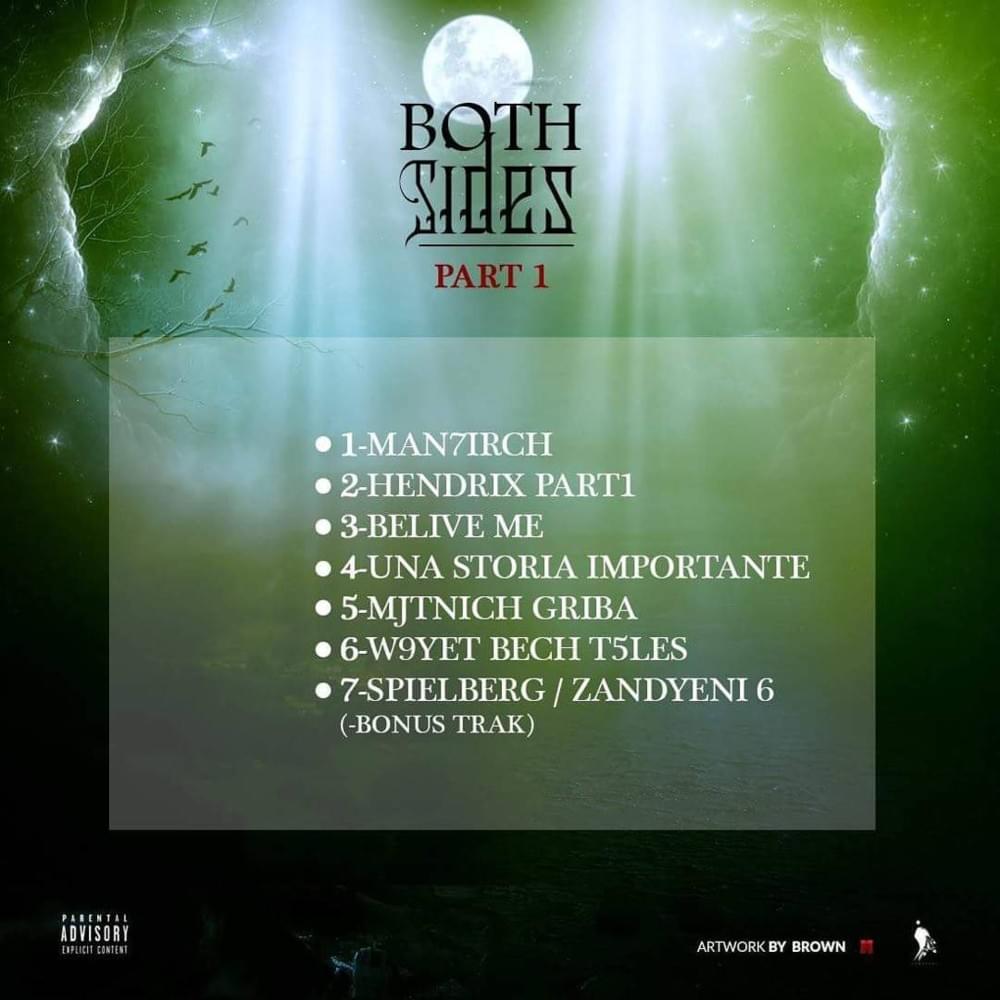 BOTH
Sides
PART 1
• 1-MAN7IRCH
• 2-HENDRIX PART1
• 3-BELIVE ME
• 4-UNA STORIA IMPORTANTE
• 5-MJTNICH GRIBA
• 6-W9YET BECH T5LES
• 7-SPIELBERG / ZANDYENI 6
(-BONUS TRAK)
PARENTAL
ADVISORY
EXPLICIT CONTENT
ARTWORK BY BROWN